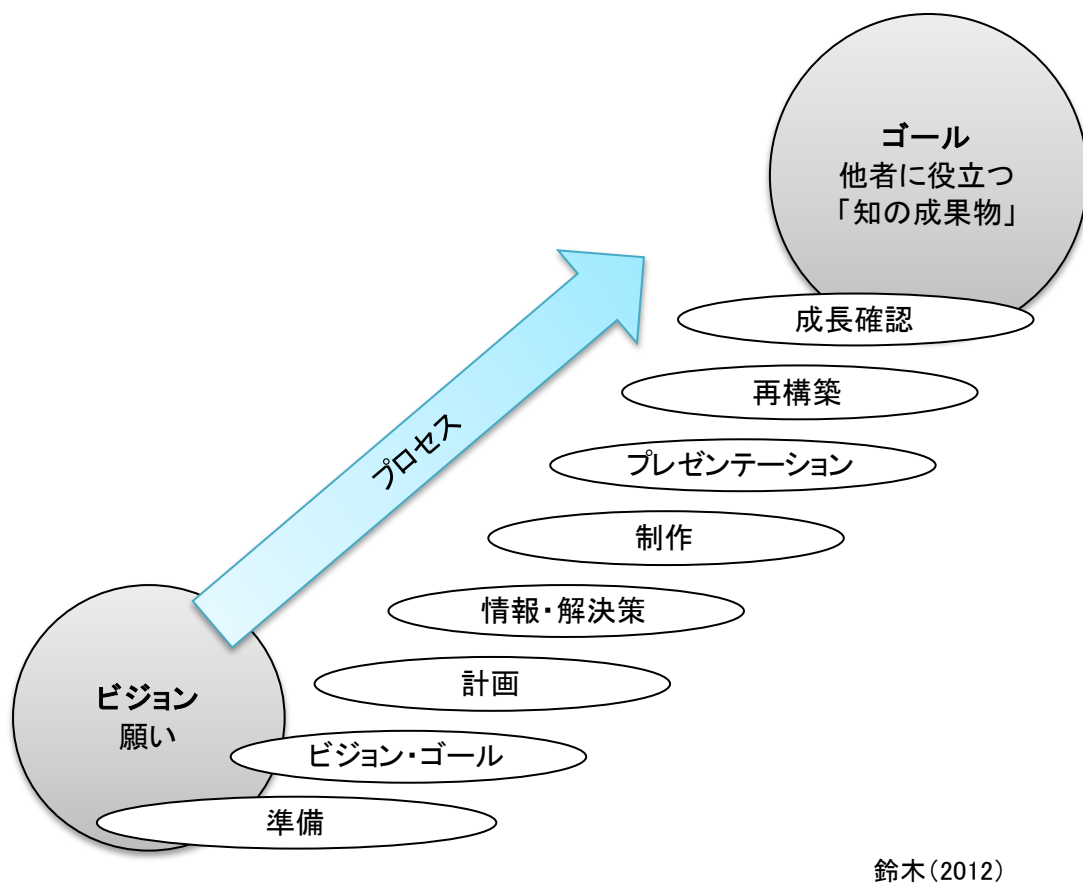 ゴール
他者に役立つ
「知の成果物」
成長確認
再構築
プレゼンテーション
プロセス
制作
情報・解決策
計画
ビジョン
願い
ビジョン・ゴール
準備
鈴木（2012）